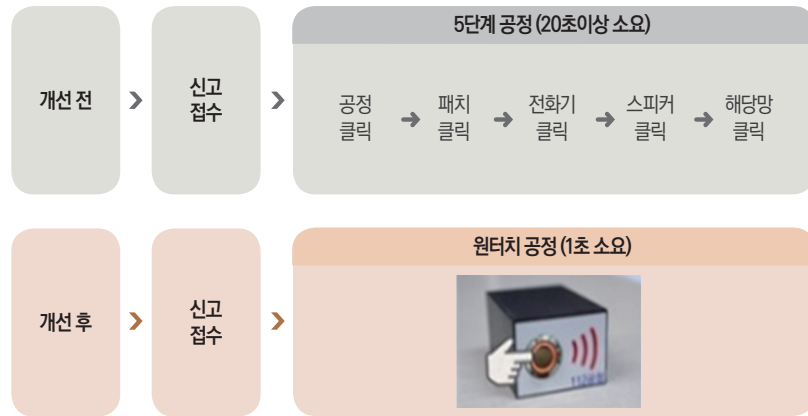 개선 전
신고
접수
5단계 공정 (20초이상 소요)
공정
클릭
패치
클릭
전화기
클릭
스피커
클릭
해당망
클릭
개선 후
신고
접수
원터치 공정 (1초 소요)